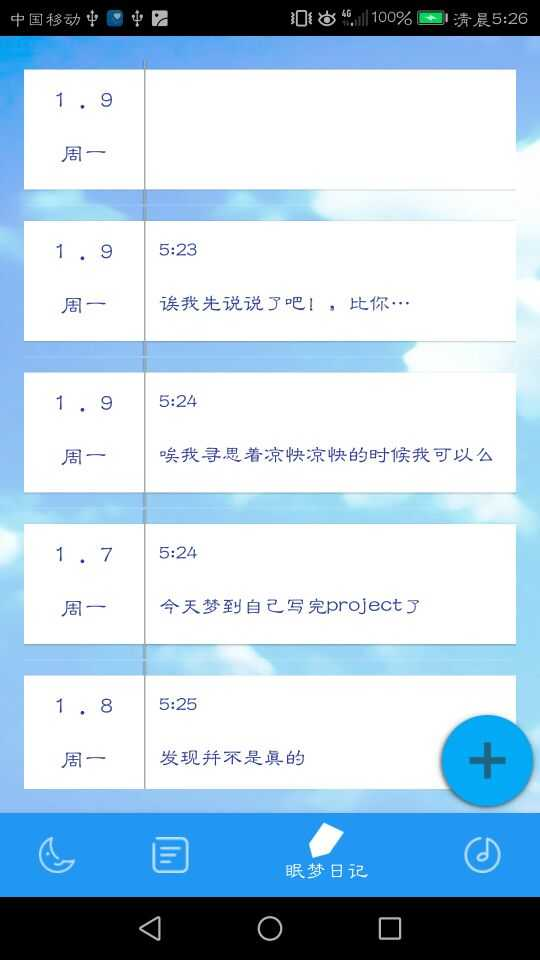 中国移动 4G 100% 清晨5:26
1 . 9
周一
1 . 9
5:23
周一
诶我先说说了吧！，比你…
1 . 9
5:24
周一
唉我寻思着凉快凉快的时候我可以么
1 . 7
5:24
周一
今天梦到自己写完project了
1 . 8
5:25
周一
发现并不是真的
眠梦日记